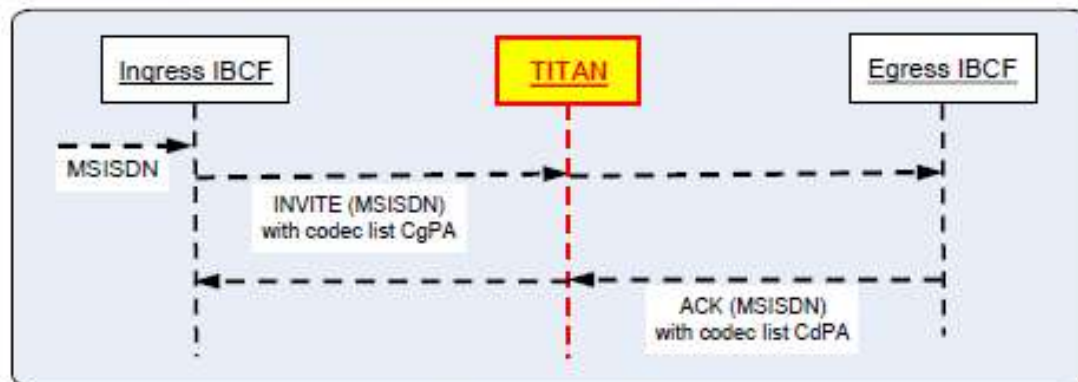 Ingress IBCF
TITAN
Egress IBCF
MSISDN
INVITE (MSISDN)
with codec list CgPA
ACK (MSISDN)
with codec list CdPA